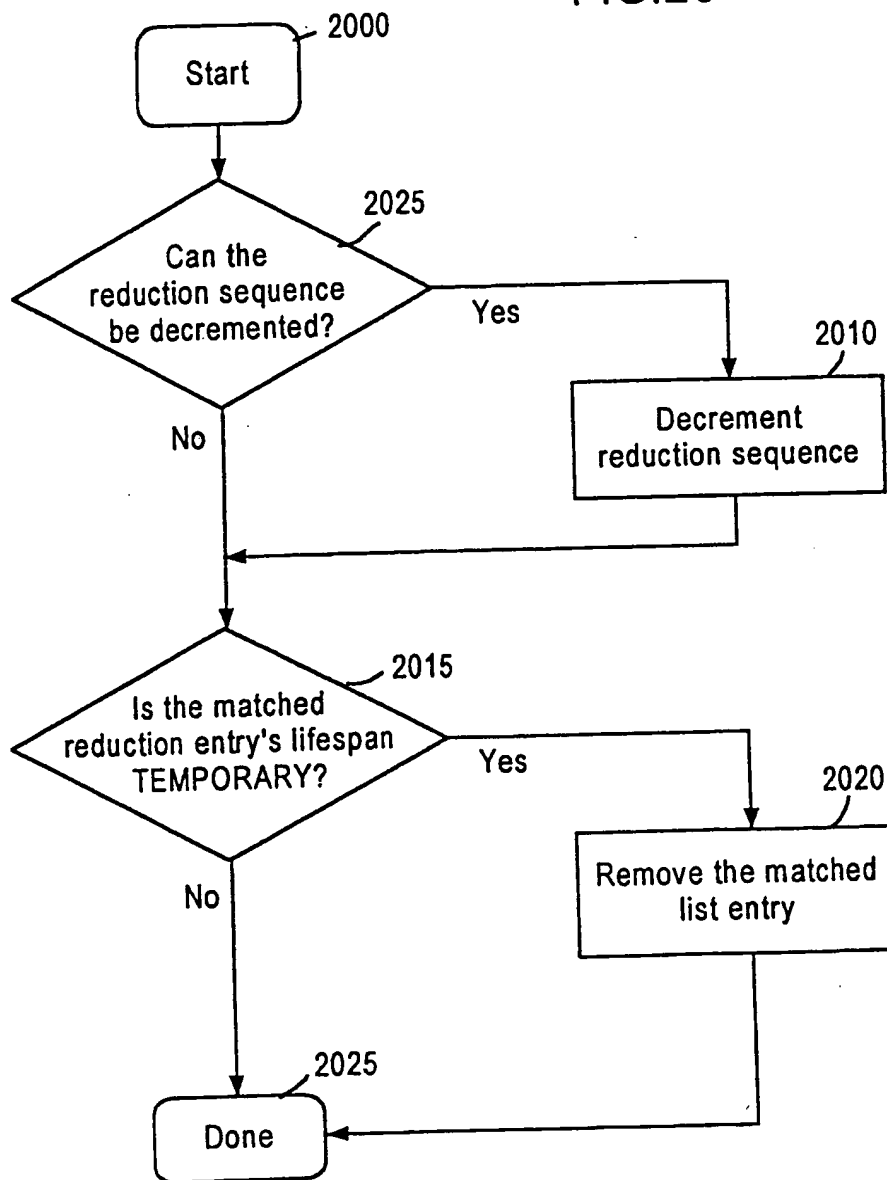 2000
Start
2025
Can the
reduction sequence
be decremented?
Yes
2010
Decrement
reduction sequence
No
2015
Is the matched
reduction entry's lifespan
TEMPORARY?
Yes
2020
Remove the matched
list entry
No
2025
Done